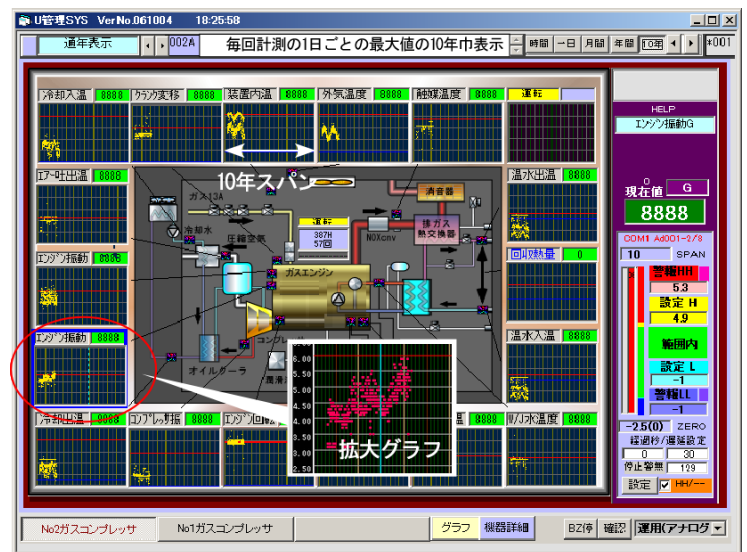 U管理SYS VerNo.061004 18:25:58
通年表示 002A 毎回計測の1日ごとの最大値の10年巾表示 時間 一日 月間 年間 10年 *001
冷却入温 8888 クランク変移 8888 装置内温 8888 外気温度 8888 触媒温度 8888 運転
HELP
エンジン振動G
エアー吐出温 8888
10年スパン
ガス13A
消音器
温水出温 8888
冷却水
圧縮空気
運転
387H
57回
NOXcnv
排ガス
熱交換器
現在値 G
8888
COM1 Ad001-2/8
10 SPAN
エンジン振動 8888
ガスエンジン
回収熱量 0
警報HH
5.3
設定 H
4.9
エンジン振動 8888
コンプレ
オイルクーラ
温水入温 8888
範囲内
設定 L
-1
警報LL
-1
6.00
5.50
5.00
4.50
4.00
3.50
3.00
2.50
拡大グラフ
冷却出温 8888 コンプレッサ振 8888 エンジン回転 8888 W/J水温度 8888
-2.5(0) ZERO
経過秒/遅延設定
0 30
停止警無 129
設定 HH/--
No2ガスコンプレッサ No1ガスコンプレッサ グラフ 機器詳細 BZ停 確認 運用(アナログ